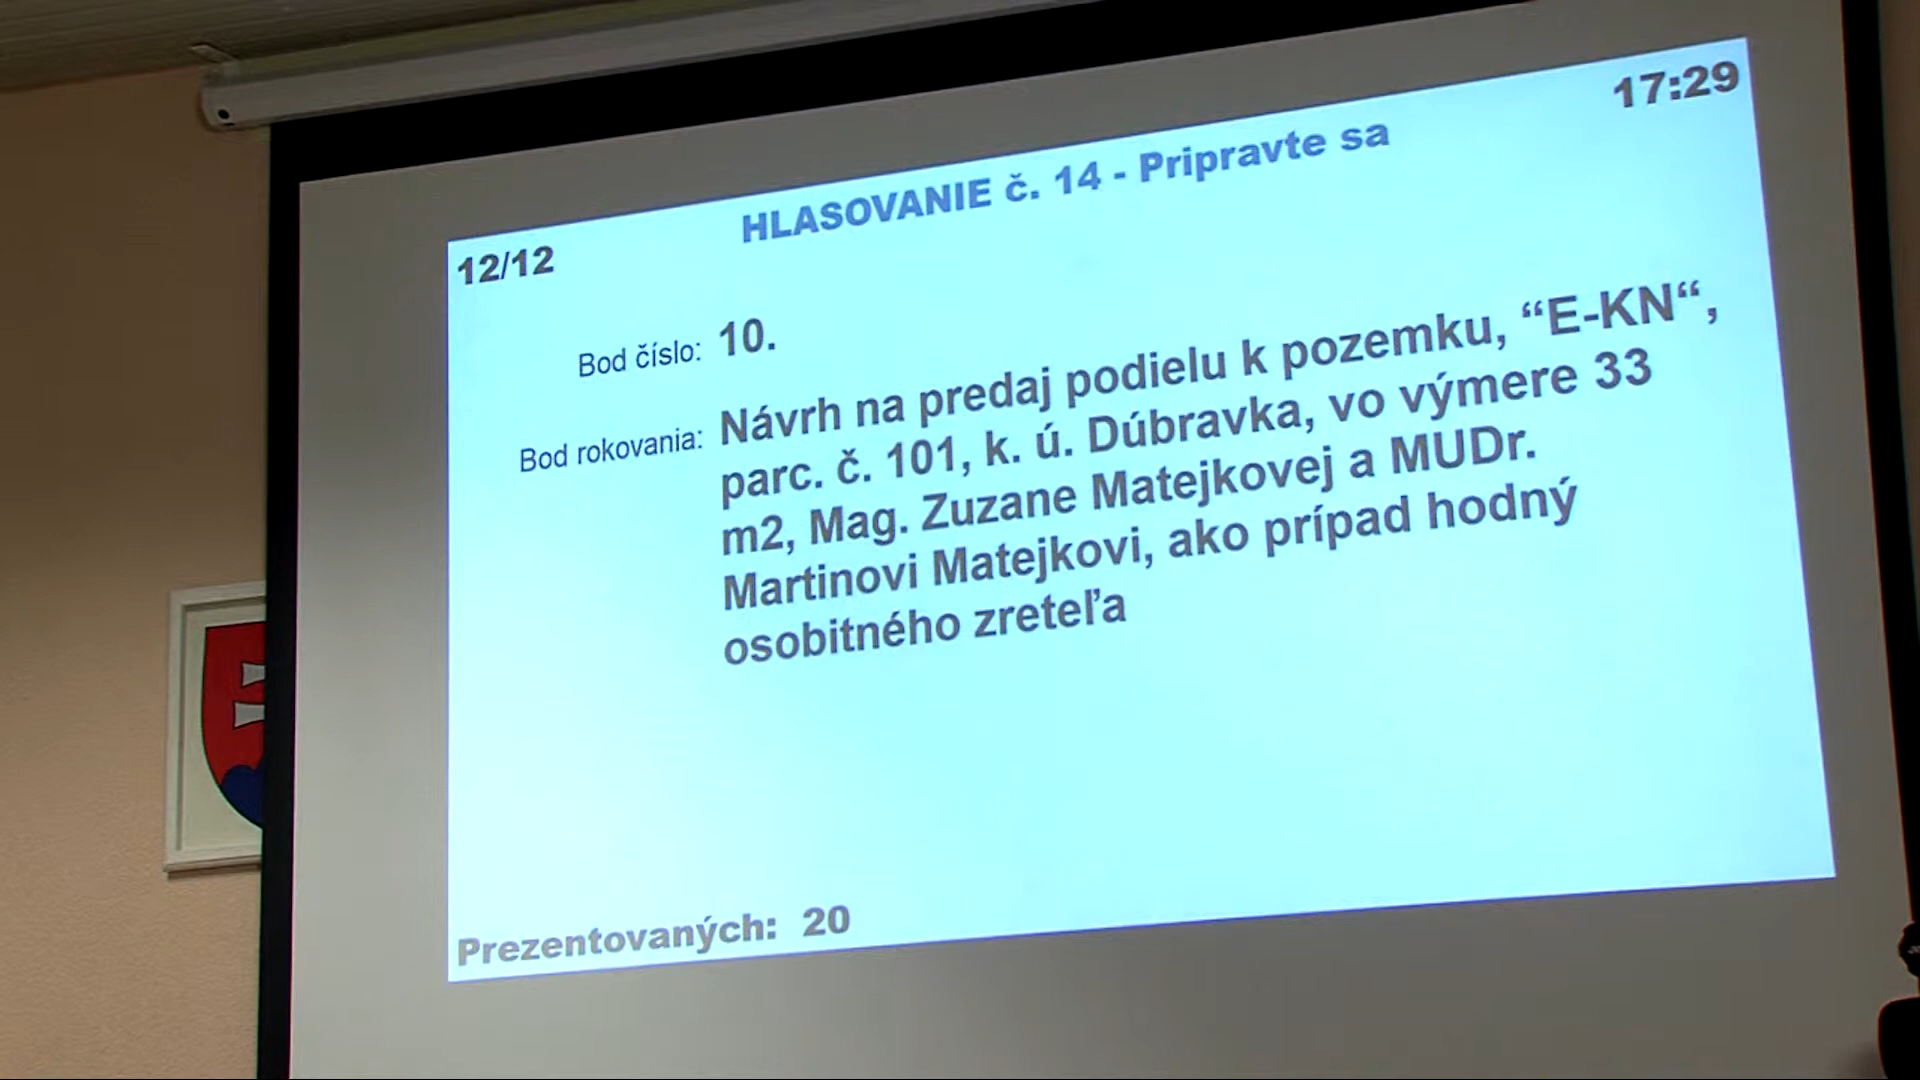 17:29
HLASOVANIE č. 14 - Pripravte sa
12/12
Bod číslo: 10.
Bod rokovania: Návrh na predaj podielu k pozemku, “E-KN“,
parc. č. 101, k. ú. Dúbravka, vo výmere 33
m2, Mag. Zuzane Matejkovej a MUDr.
Martinovi Matejkovi, ako prípad hodný
osobitného zreteľa
Prezentovaných: 20